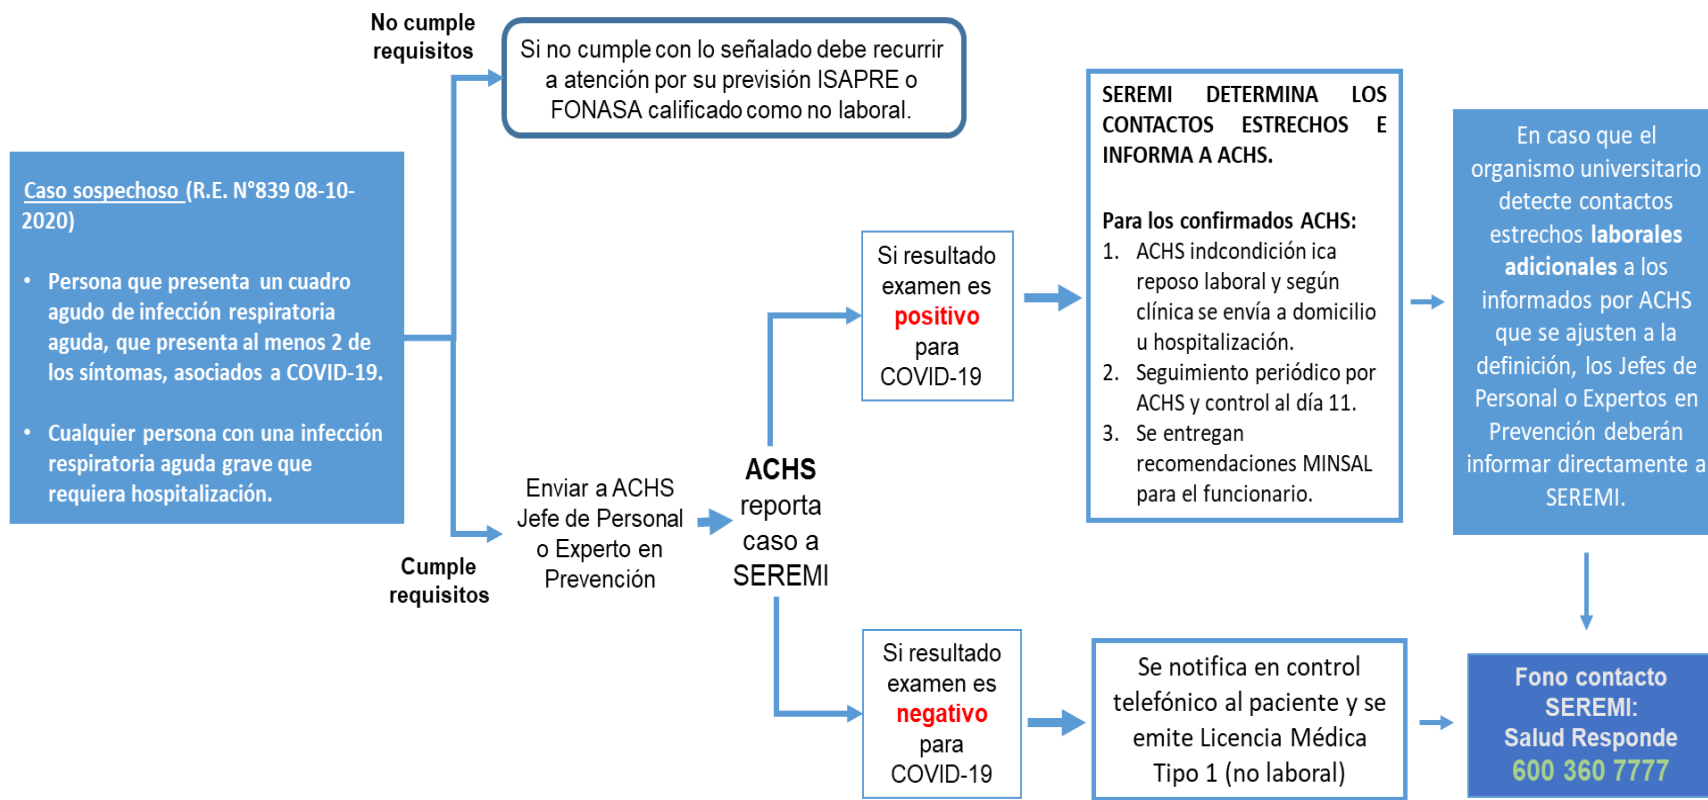 No cumple
requisitos
Si no cumple con lo señalado debe recurrir
a atención por su previsión ISAPRE o
FONASA calificado como no laboral.
Caso sospechoso (R.E. N°839 08-10-
2020)
• Persona que presenta un cuadro
agudo de infección respiratoria
aguda, que presenta al menos 2 de
los síntomas, asociados a COVID-19.
• Cualquier persona con una infección
respiratoria aguda grave que
requiera hospitalización.
Cumple
requisitos
Enviar a ACHS
Jefe de Personal
o Experto en
Prevención
ACHS
reporta
caso a
SEREMI
Si resultado
examen es
positivo
para
COVID-19
SEREMI DETERMINA LOS
CONTACTOS ESTRECHOS E
INFORMA A ACHS.
Para los confirmados ACHS:
1. ACHS indcondición ica
reposo laboral y según
clínica se envía a domicilio
u hospitalización.
2. Seguimiento periódico por
ACHS y control al día 11.
3. Se entregan
recomendaciones MINSAL
para el funcionario.
En caso que el
organismo universitario
detecte contactos
estrechos laborales
adicionales a los
informados por ACHS
que se ajusten a la
definición, los Jefes de
Personal o Expertos en
Prevención deberán
informar directamente a
SEREMI.
Si resultado
examen es
negativo
para
COVID-19
Se notifica en control
telefónico al paciente y se
emite Licencia Médica
Tipo 1 (no laboral)
Fono contacto
SEREMI:
Salud Responde
600 360 7777